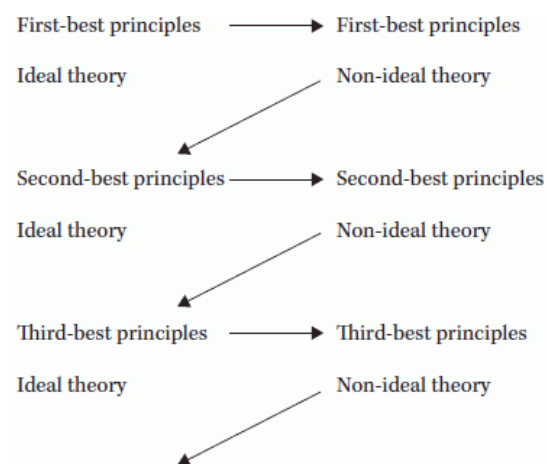 First-best principles First-best principles
Ideal theory Non-ideal theory
Second-best principles Second-best principles
Ideal theory Non-ideal theory
Third-best principles Third-best principles
Ideal theory Non-ideal theory